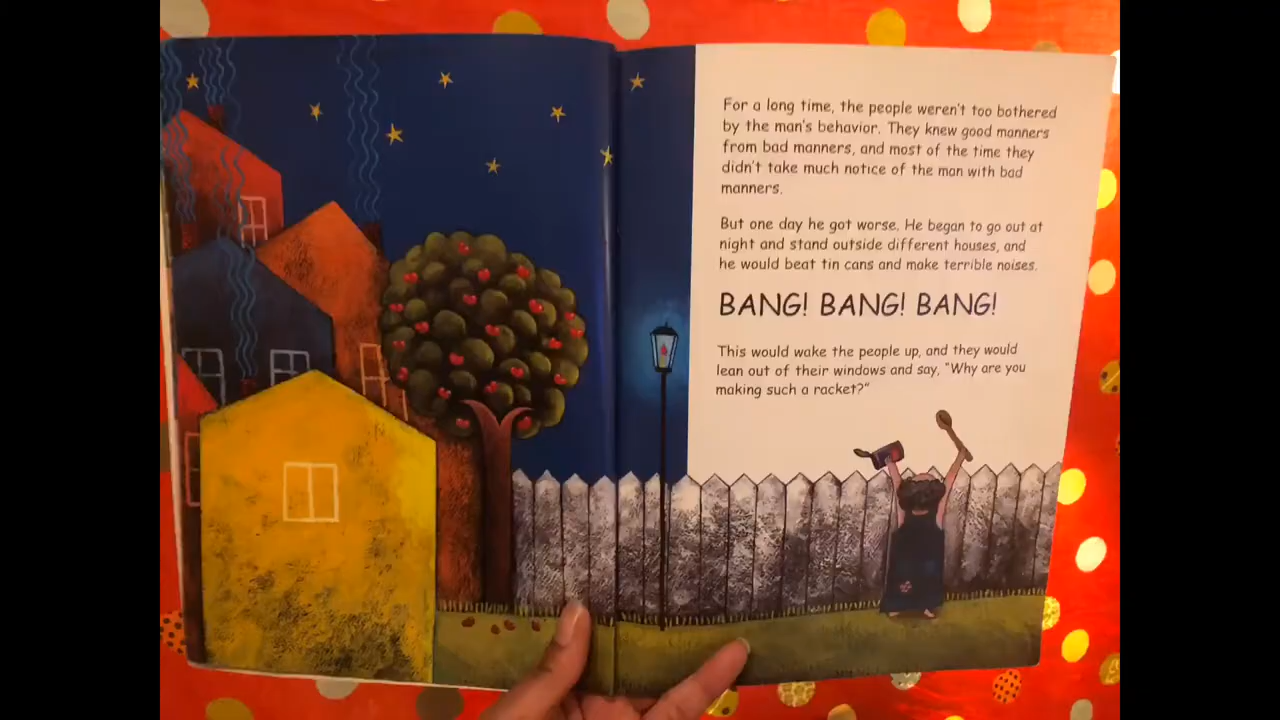 For a long time, the people weren't too bothered
by the man's behavior. They knew good manners
from bad manners, and most of the time they
didn't take much notice of the man with bad
manners.
But one day he got worse. He began to go out at
night and stand outside different houses, and
he would beat tin cans and make terrible noises.
BANG! BANG! BANG!
This would wake the people up, and they would
lean out of their windows and say, "Why are you
making such a racket?"